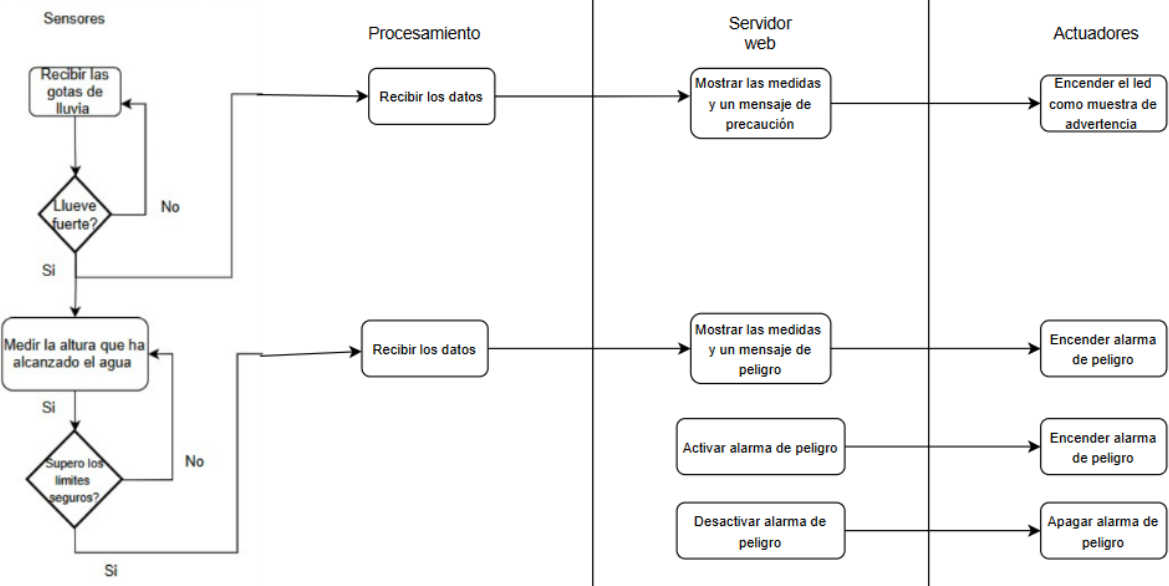 Sensores
Procesamiento
Servidor
web
Actuadores
Recibir las
gotas de
lluvia
Recibir los datos
Mostrar las medidas
y un mensaje de
precaución
Encender el led
como muestra de
advertencia
Llueve
fuerte?
No
Si
Medir la altura que ha
alcanzado el agua
Recibir los datos
Mostrar las medidas
y un mensaje de
peligro
Encender alarma
de peligro
Si
Supero los
limites
seguros?
No
Activar alarma de peligro
Encender alarma
de peligro
Desactivar alarma de
peligro
Apagar alarma de
peligro
Si